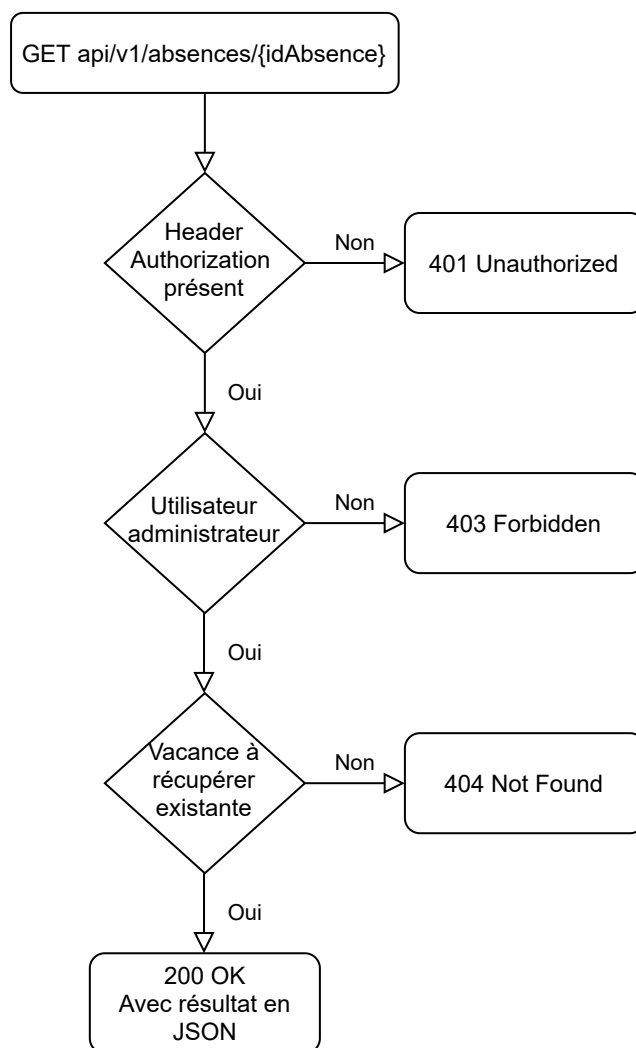 GET api/v1/absences/{idAbsence}
Header
Authorization
présent
Non
401 Unauthorized
Oui
Utilisateur
administrateur
Non
403 Forbidden
Oui
Vacance à
récupérer
existante
Non
404 Not Found
Oui
200 OK
Avec résultat en
JSON